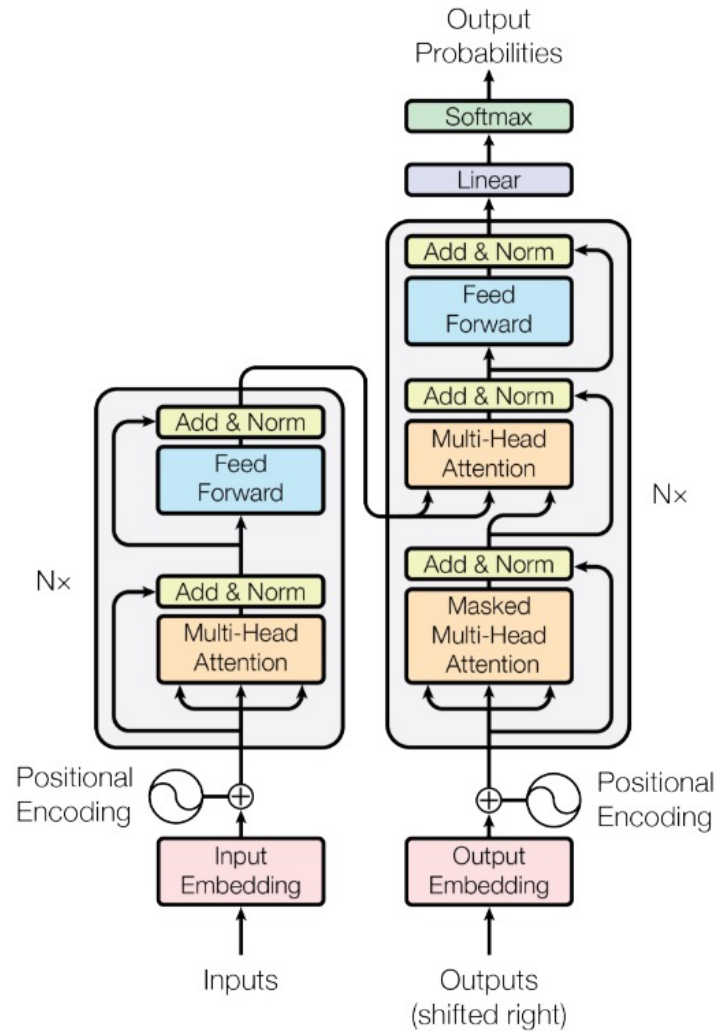 Output
Probabilities
Softmax
Linear
Add & Norm
Feed
Forward
Add & Norm
Multi-Head
Attention
Nx
Add & Norm
Masked
Multi-Head
Attention
Add & Norm
Feed
Forward
Nx
Add & Norm
Multi-Head
Attention
Positional
Encoding
Positional
Encoding
Input
Embedding
Output
Embedding
Inputs
Outputs
(shifted right)